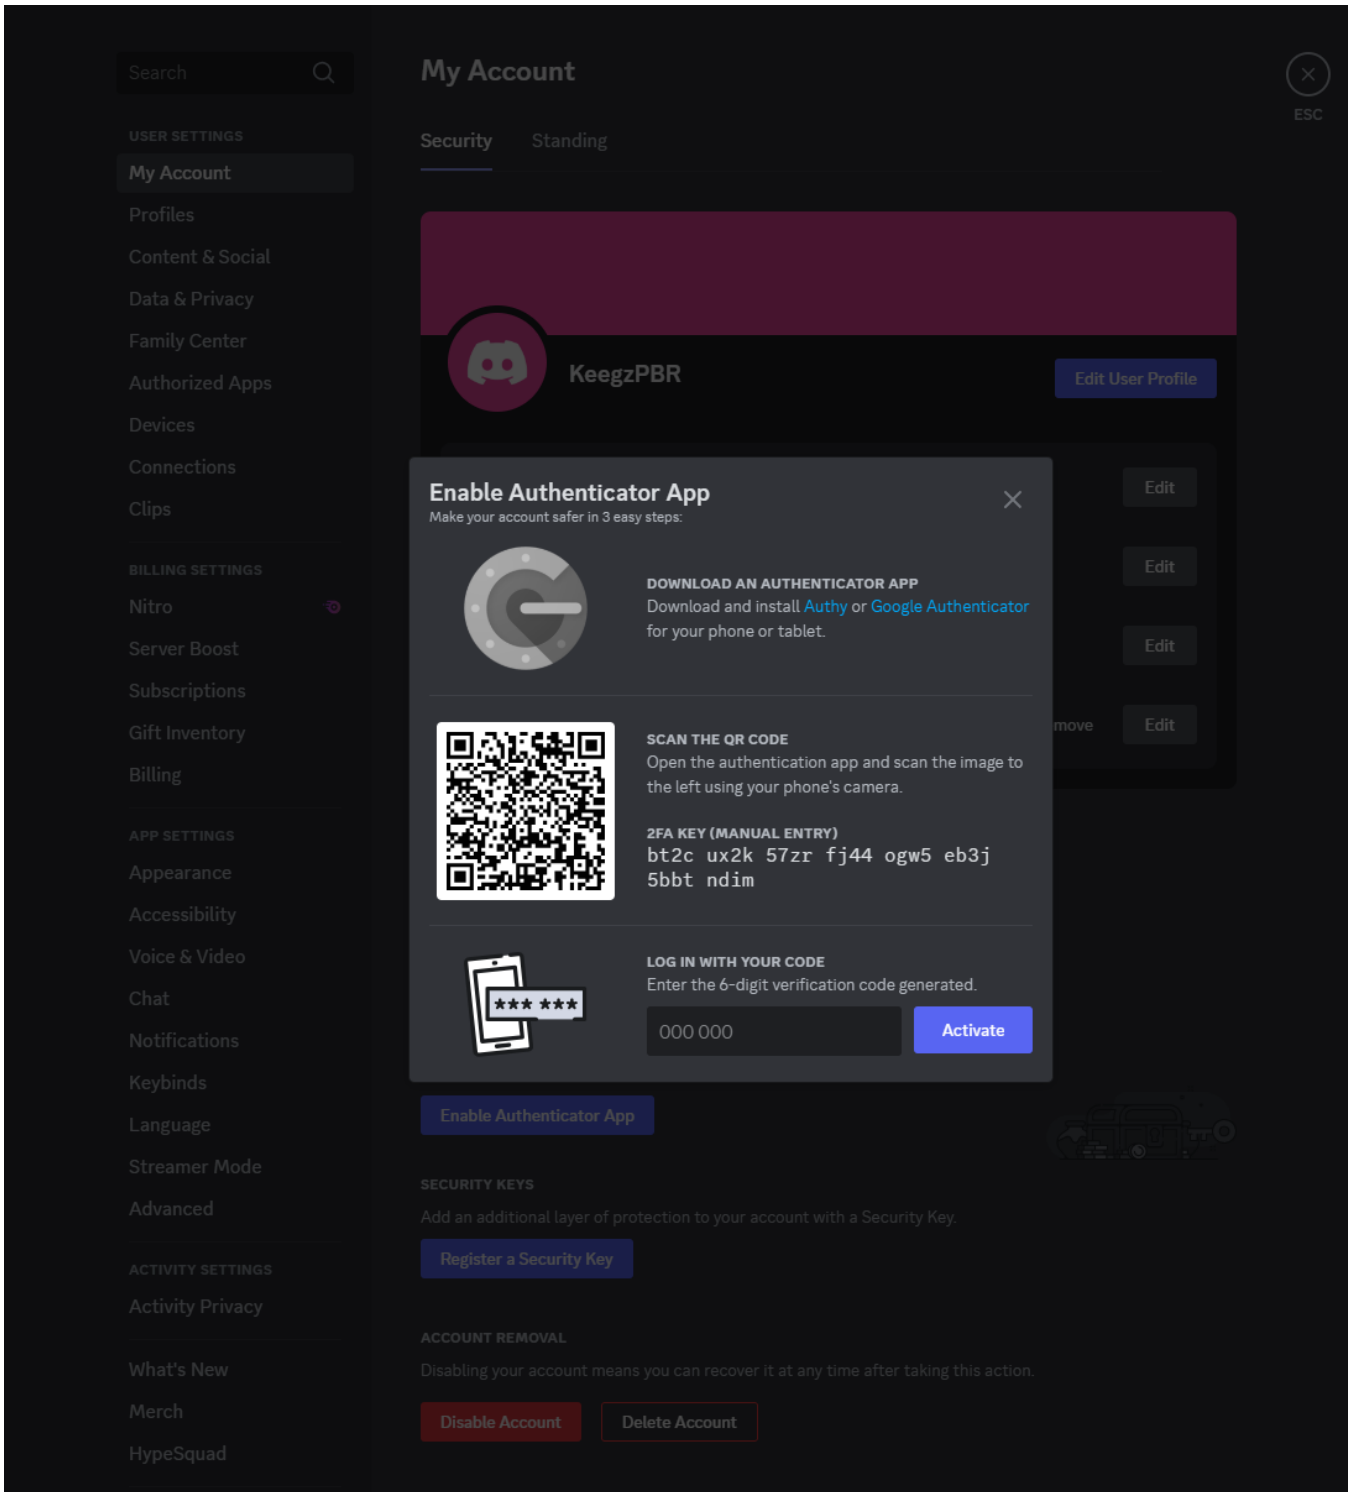 Search
USER SETTINGS
My Account
Profiles
Content & Social
Data & Privacy
Family Center
Authorized Apps
Devices
Connections
Clips
BILLING SETTINGS
Nitro
Server Boost
Subscriptions
Gift Inventory
Billing
APP SETTINGS
Appearance
Accessibility
Voice & Video
Chat
Notifications
Keybinds
Language
Streamer Mode
Advanced
ACTIVITY SETTINGS
Activity Privacy
What's New
Merch
HypeSquad
My Account
ESC
Security Standing
KeegzPBR
Edit User Profile
Edit
Edit
Edit
move Edit
Enable Authenticator App
Make your account safer in 3 easy steps:
DOWNLOAD AN AUTHENTICATOR APP
Download and install Authy or Google Authenticator
for your phone or tablet.
SCAN THE QR CODE
Open the authentication app and scan the image to
the left using your phone's camera.
2FA KEY (MANUAL ENTRY)
bt2c ux2k 57zr fj44 ogw5 eb3j
5bbt ndim
*** ***
LOG IN WITH YOUR CODE
Enter the 6-digit verification code generated.
000 000
Activate
Enable Authenticator App
SECURITY KEYS
Add an additional layer of protection to your account with a Security Key.
Register a Security Key
ACCOUNT REMOVAL
Disabling your account means you can recover it at any time after taking this action.
Disable Account Delete Account